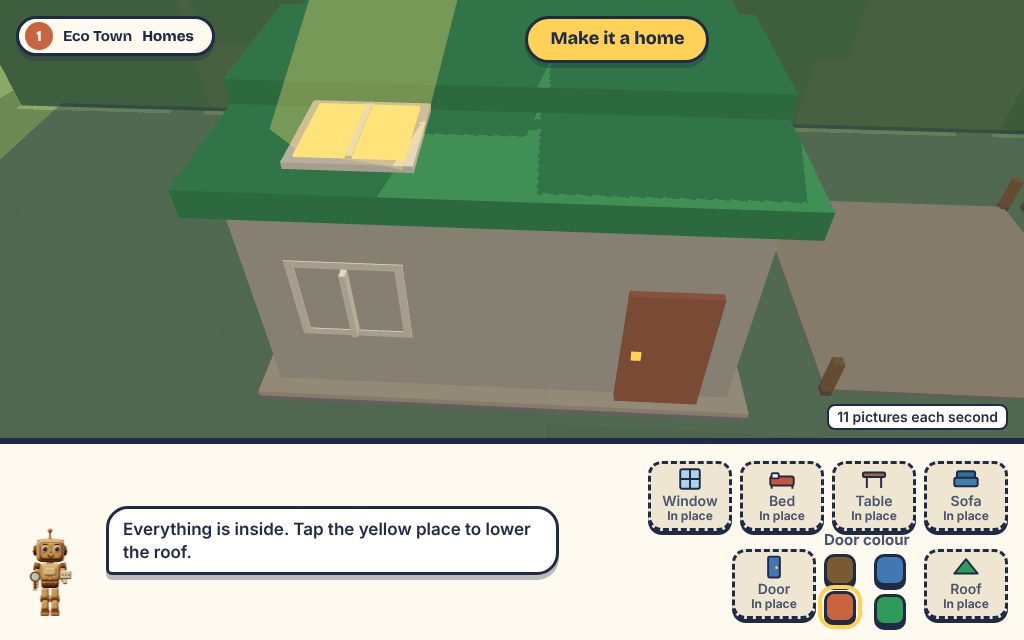 1 Eco Town Homes
Make it a home
11 pictures each second
Everything is inside. Tap the yellow place to lower
the roof.
Window
In place
Bed
In place
Table
In place
Sofa
In place
Door colour
Door
In place
Roof
In place